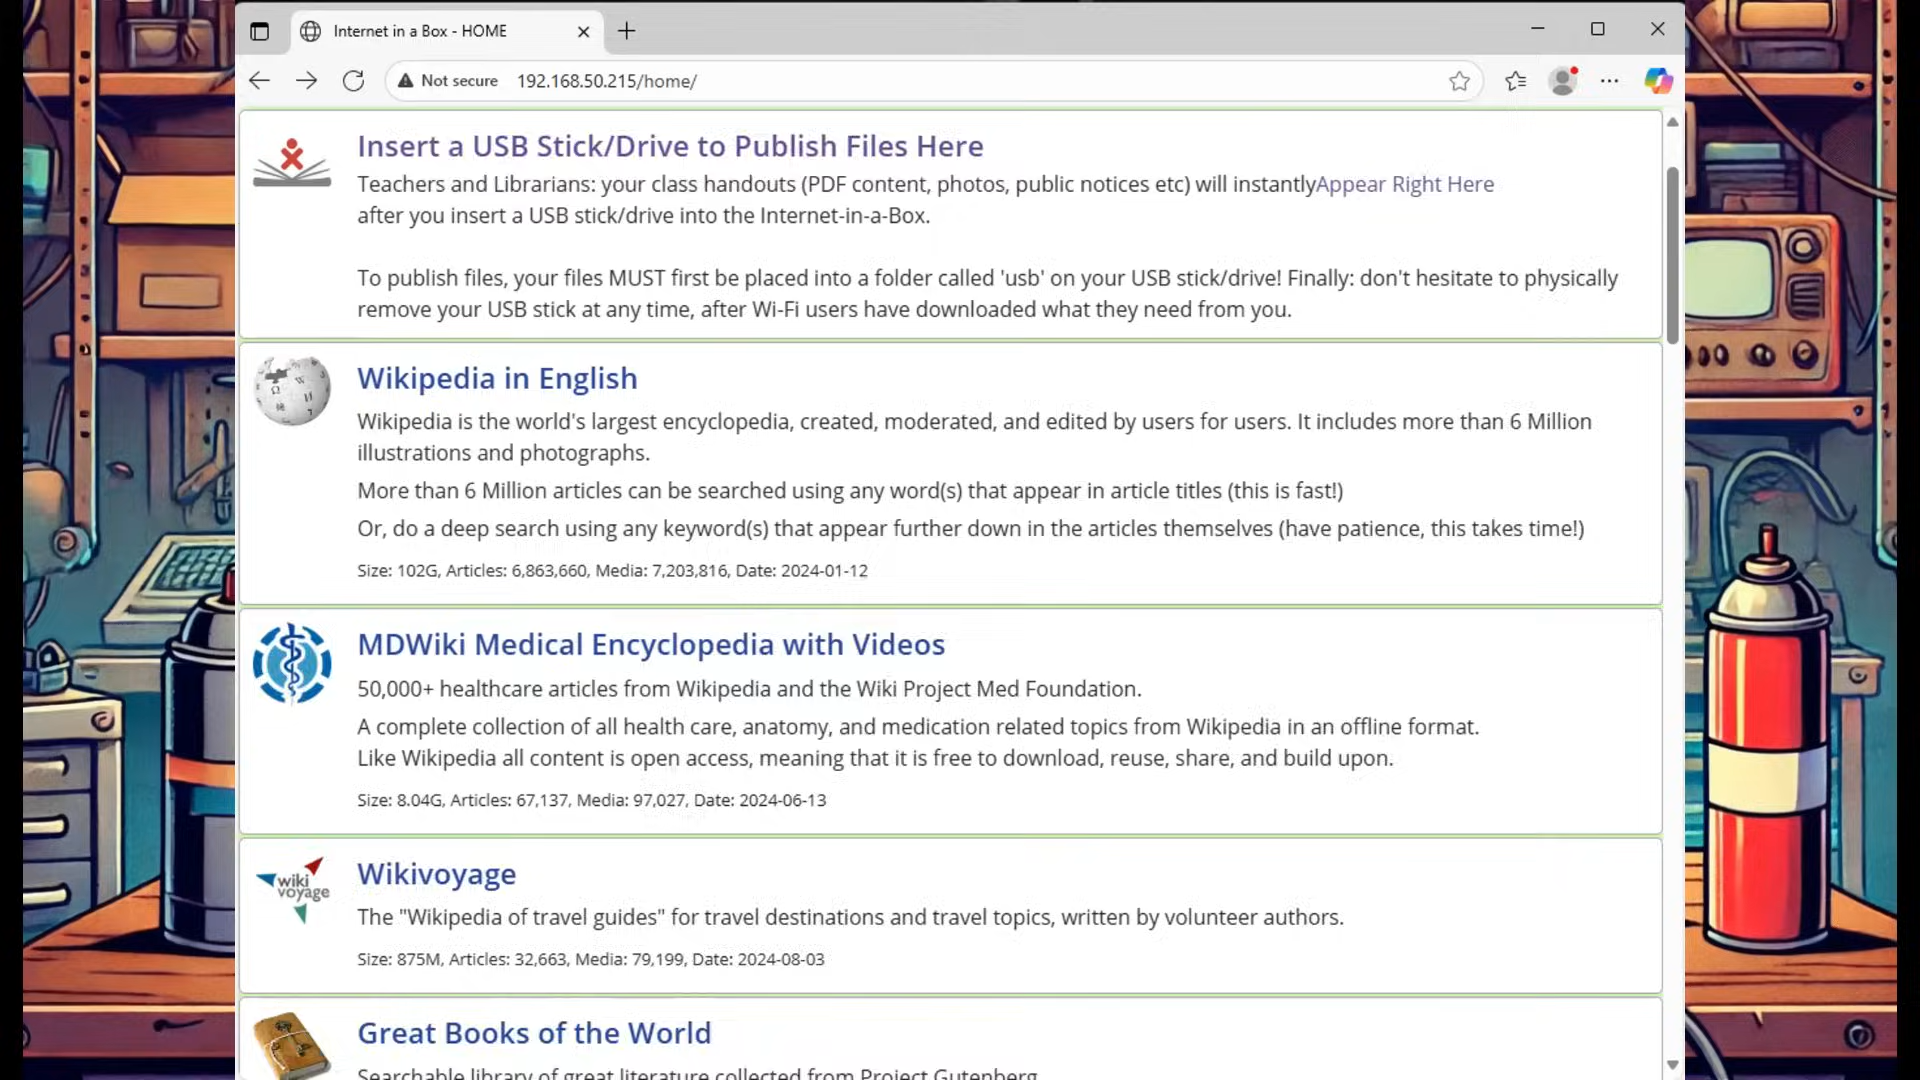 Internet in a Box - HOME
Not secure 192.168.50.215/home/
Insert a USB Stick/Drive to Publish Files Here
Teachers and Librarians: your class handouts (PDF content, photos, public notices etc) will instantlyAppear Right Here
after you insert a USB stick/drive into the Internet-in-a-Box.
To publish files, your files MUST first be placed into a folder called 'usb' on your USB stick/drive! Finally: don't hesitate to physically
remove your USB stick at any time, after Wi-Fi users have downloaded what they need from you.
Wikipedia in English
Wikipedia is the world's largest encyclopedia, created, moderated, and edited by users for users. It includes more than 6 Million
illustrations and photographs.
More than 6 Million articles can be searched using any word(s) that appear in article titles (this is fast!)
Or, do a deep search using any keyword(s) that appear further down in the articles themselves (have patience, this takes time!)
Size: 102G, Articles: 6,863,660, Media: 7,203,816, Date: 2024-01-12
MDWiki Medical Encyclopedia with Videos
50,000+ healthcare articles from Wikipedia and the Wiki Project Med Foundation.
A complete collection of all health care, anatomy, and medication related topics from Wikipedia in an offline format.
Like Wikipedia all content is open access, meaning that it is free to download, reuse, share, and build upon.
Size: 8.04G, Articles: 67,137, Media: 97,027, Date: 2024-06-13
wiki
voyage
Wikivoyage
The "Wikipedia of travel guides" for travel destinations and travel topics, written by volunteer authors.
Size: 875M, Articles: 32,663, Media: 79,199, Date: 2024-08-03
Great Books of the World
Searchable library of great literature collected from Project Gutenberg